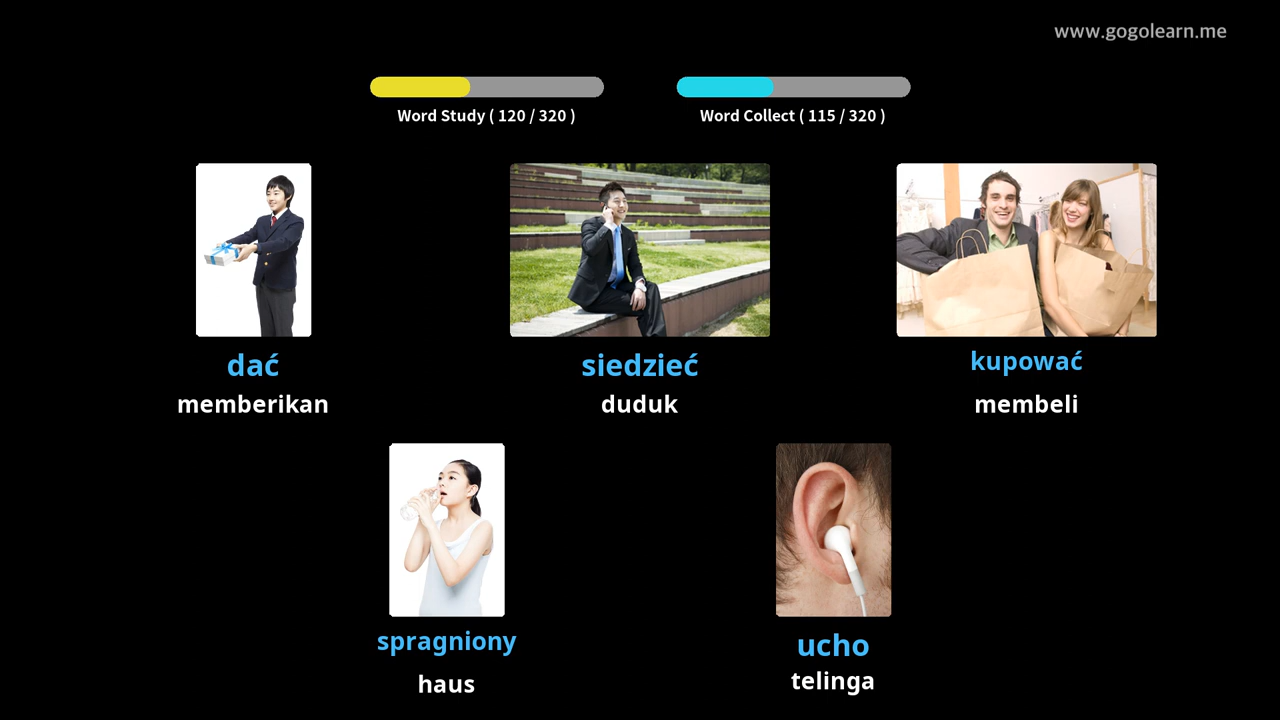 www.gogolearn.me
Word Study ( 120 / 320 )
Word Collect ( 115 / 320 )
dać
siedzieć
kupować
memberikan
duduk
membeli
spragniony
ucho
haus
telinga